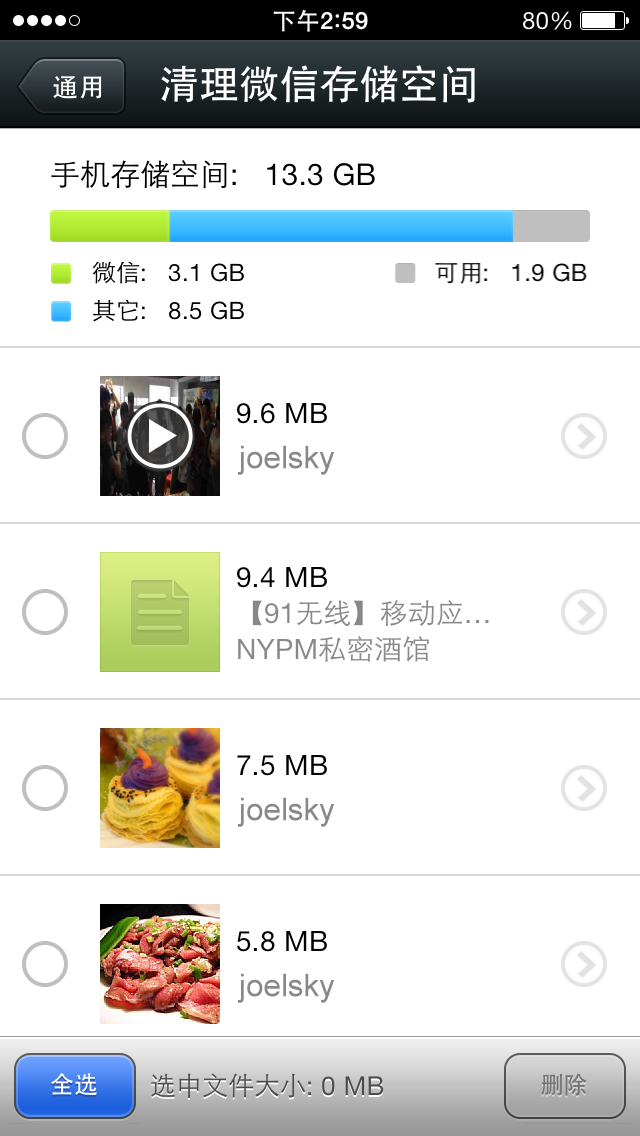 下午2:59 80%
通用 清理微信存储空间
手机存储空间: 13.3 GB
微信: 3.1 GB 可用: 1.9 GB
其它: 8.5 GB
9.6 MB
joelsky
9.4 MB
【91无线】移动应...
NYPM私密酒馆
7.5 MB
joelsky
5.8 MB
joelsky
全选 选中文件大小: 0 MB 删除